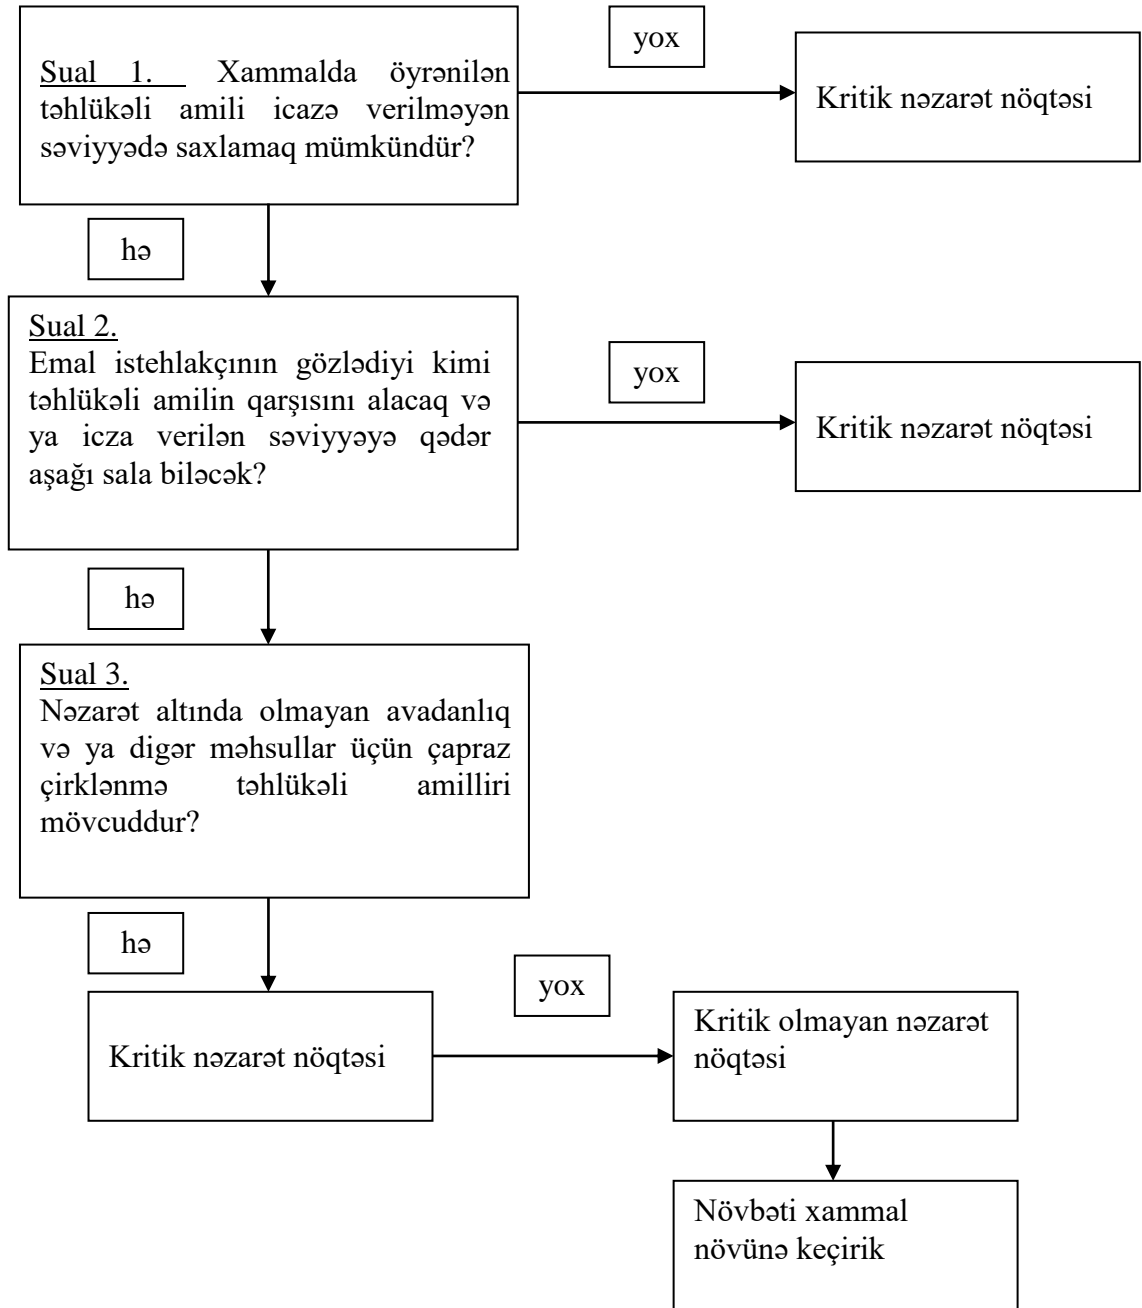 yox
Sual 1. Xammalda öyrənilən
təhlükəli amili icazə verilməyən
səviyyədə saxlamaq mümkündür?
Kritik nəzarət nöqtəsi
hə
Sual 2.
Emal istehlakçının gözlədiyi kimi
təhlükəli amilin qarşısını alacaq və
ya icza verilən səviyyəyə qədər
aşağı sala biləcək?
yox
Kritik nəzarət nöqtəsi
hə
Sual 3.
Nəzarət altında olmayan avadanlıq
və ya digər məhsullar üçün çapraz
çirklənmə təhlükəli amilliri
mövcuddur?
hə
yox
Kritik nəzarət nöqtəsi
Kritik olmayan nəzarət
nöqtəsi
Növbəti xammal
növünə keçirik